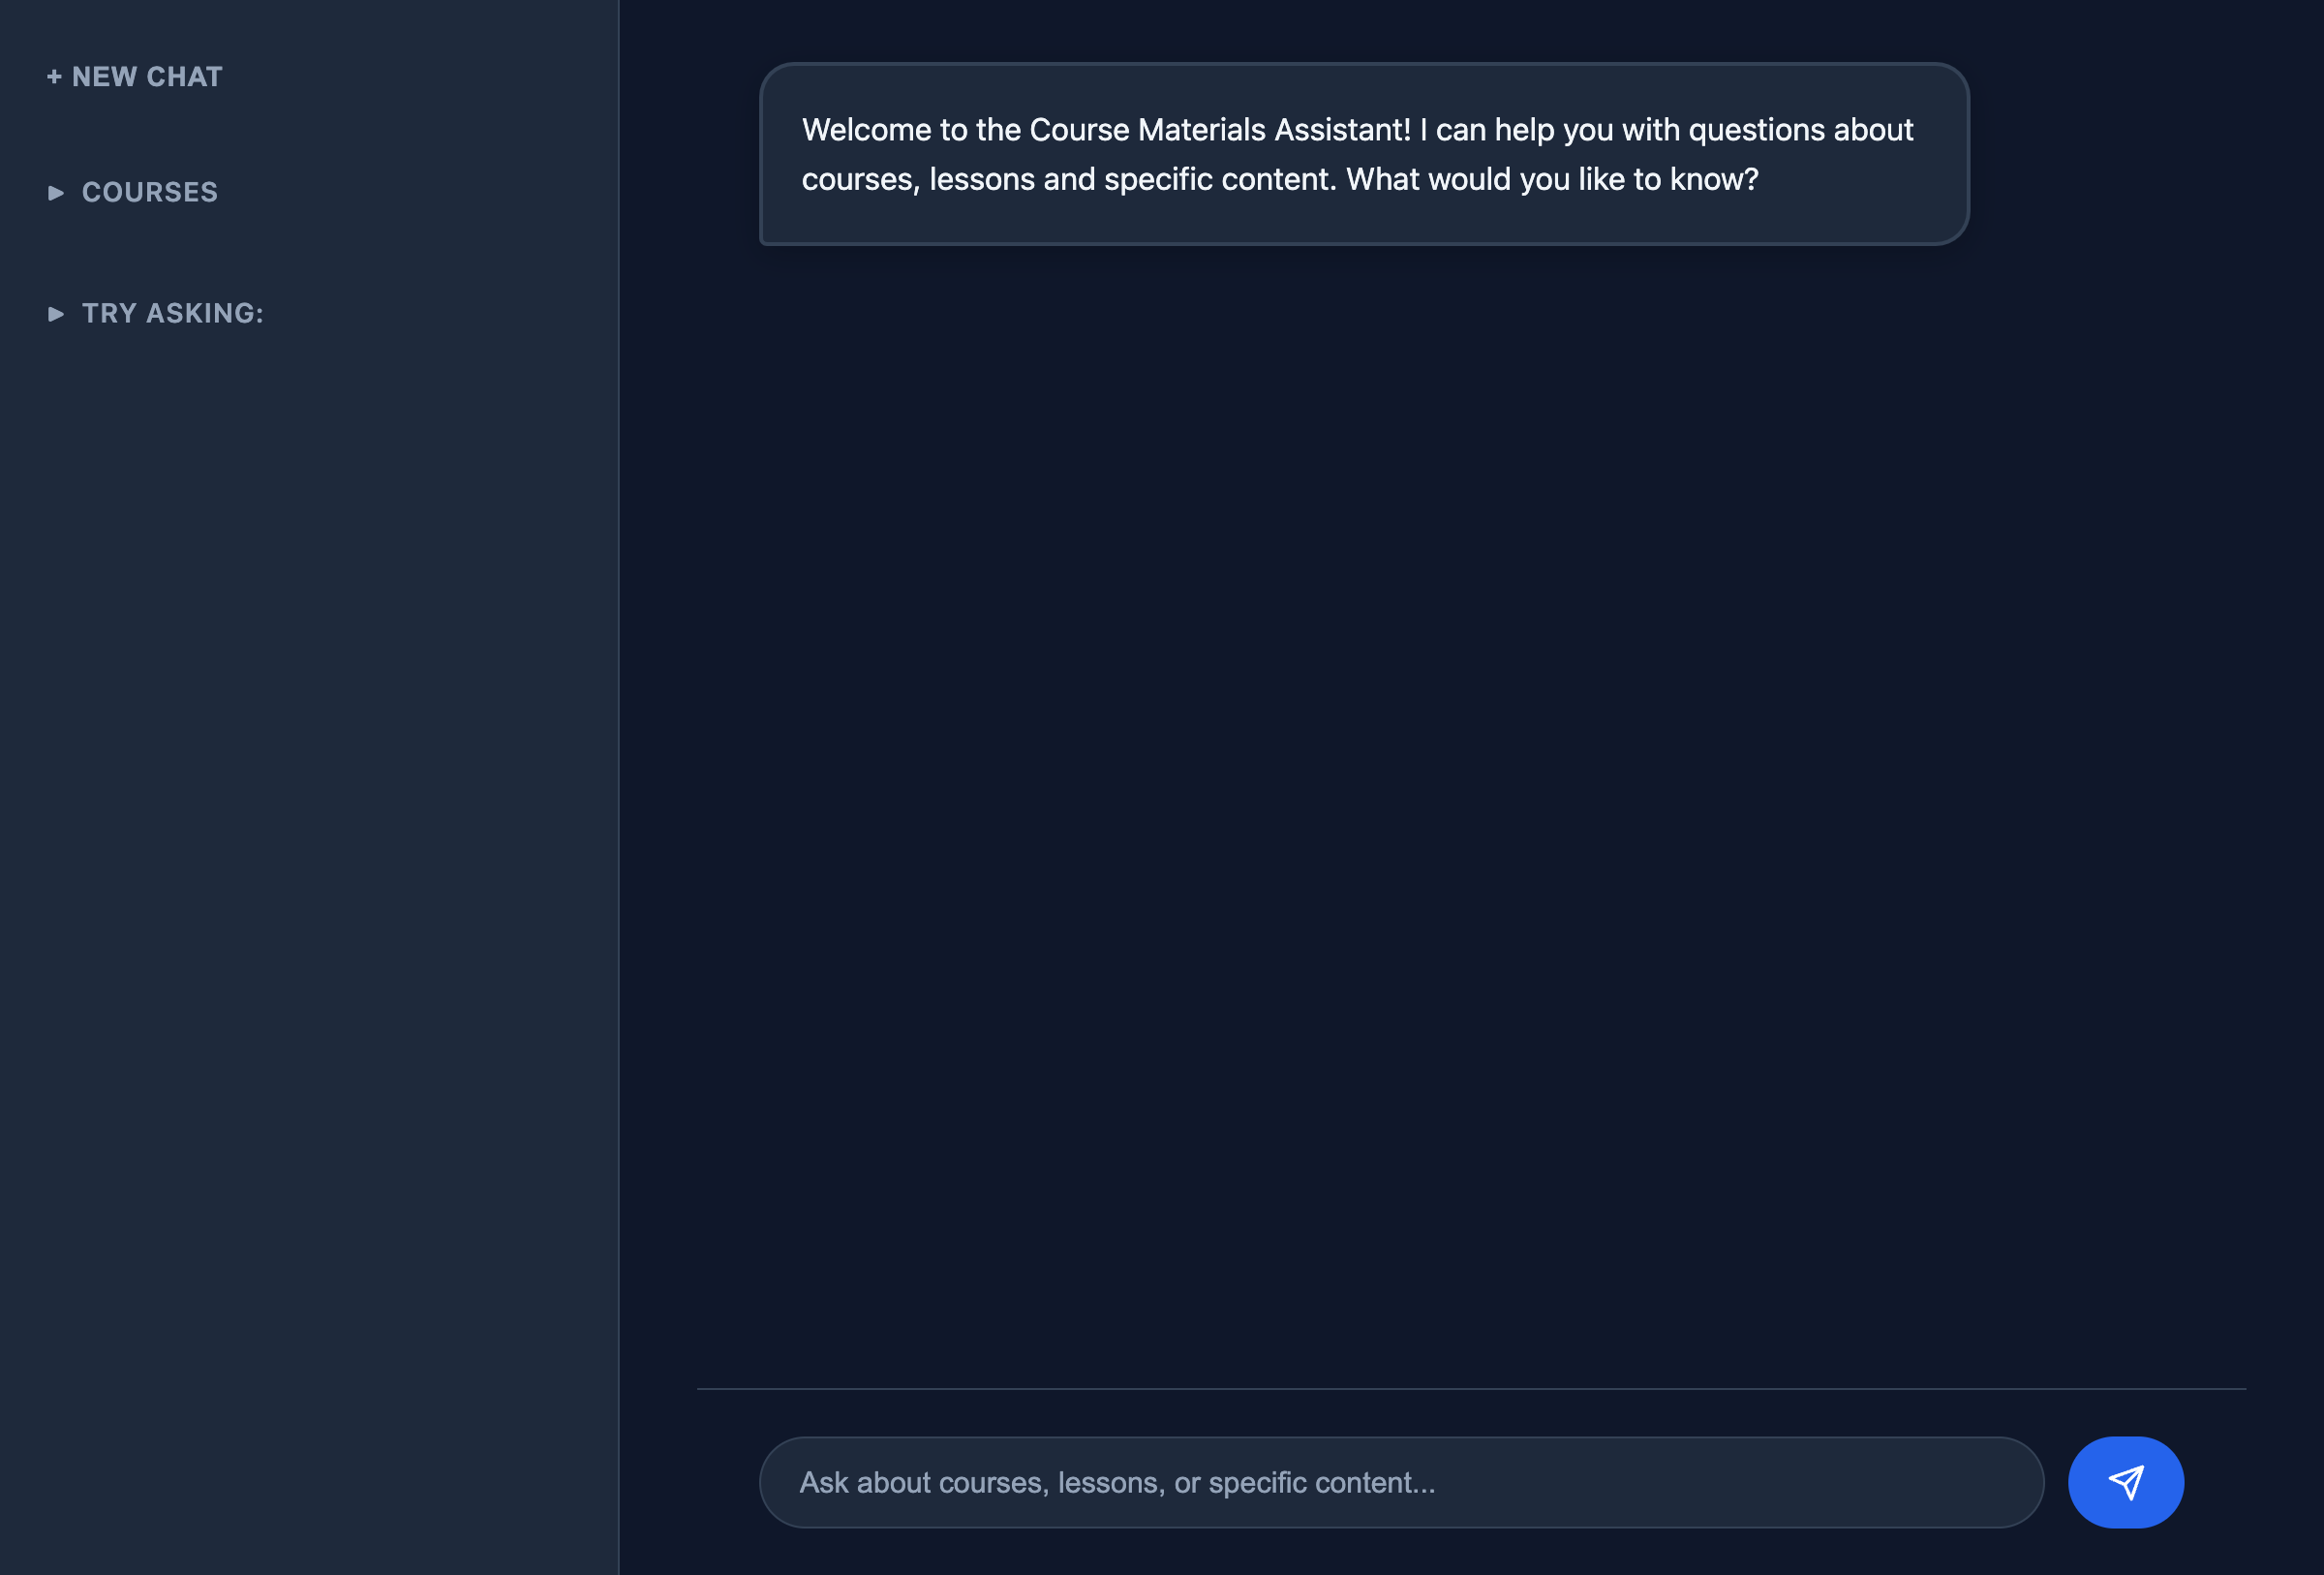 + NEW CHAT
▶ COURSES
▶ TRY ASKING:
Welcome to the Course Materials Assistant! I can help you with questions about
courses, lessons and specific content. What would you like to know?
Ask about courses, lessons, or specific content...